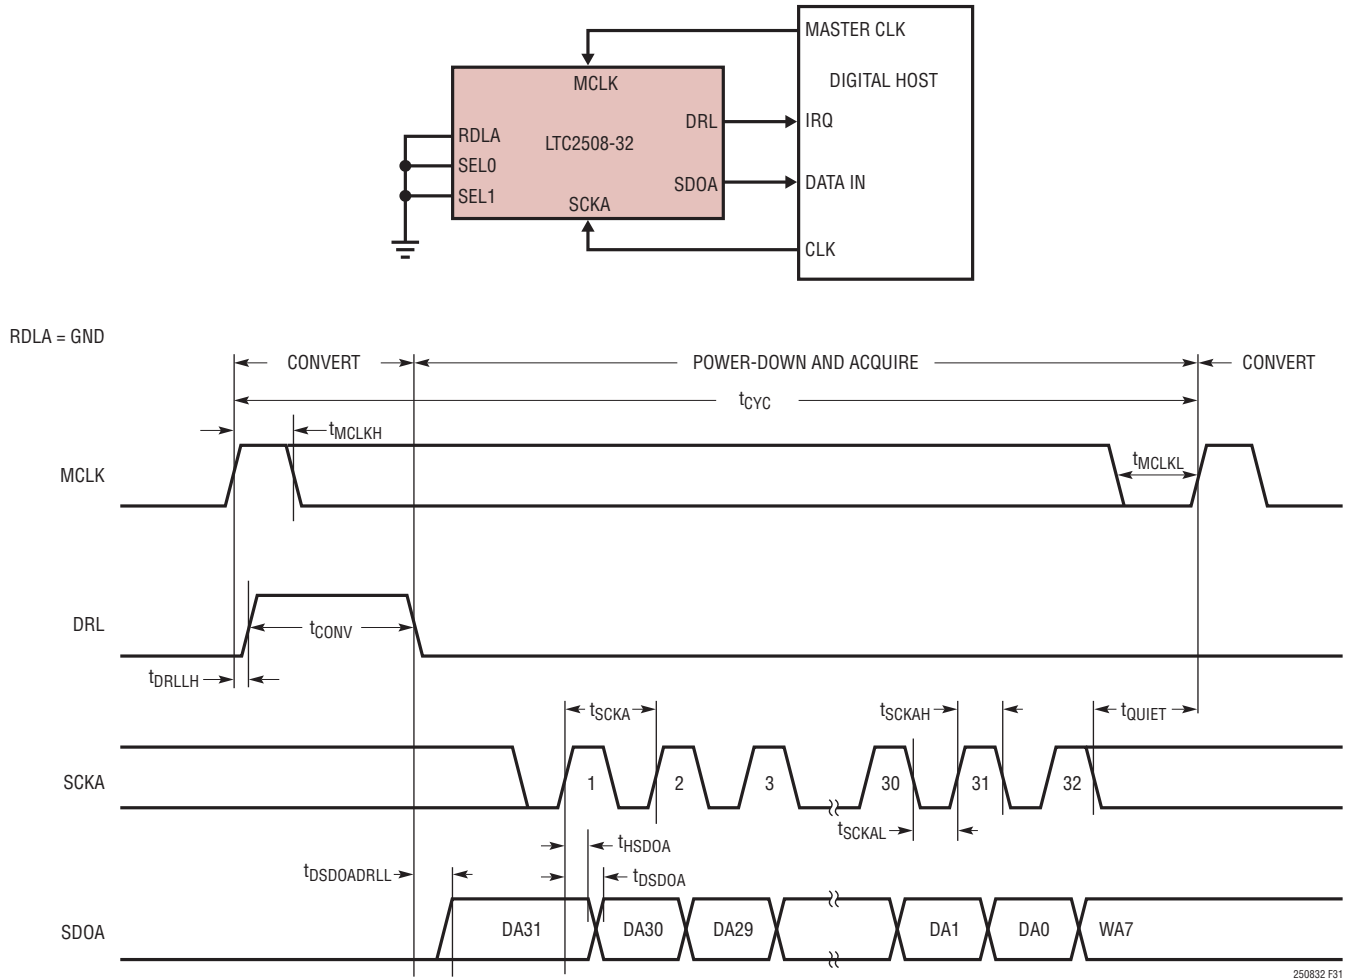 MASTER CLK
MCLK
DIGITAL HOST
DRL
IRQ
RDLA
LTC2508-32
SEL0
SDOA
DATA IN
SEL1
SCKA
CLK
RDLA = GND
CONVERT
POWER-DOWN AND ACQUIRE
CONVERT
tCYC
tMCLKH
MCLK
tMCLKL
DRL
tCONV
tDRLLH
tSCKA
tSCKAH
tQUIET
SCKA
1
2
3
30
31
32
tSCKAL
tHSDOA
tDSDOADRLL
tDSDOA
SDOA
DA31
DA30
DA29
DA1
DA0
WA7
250832 F31